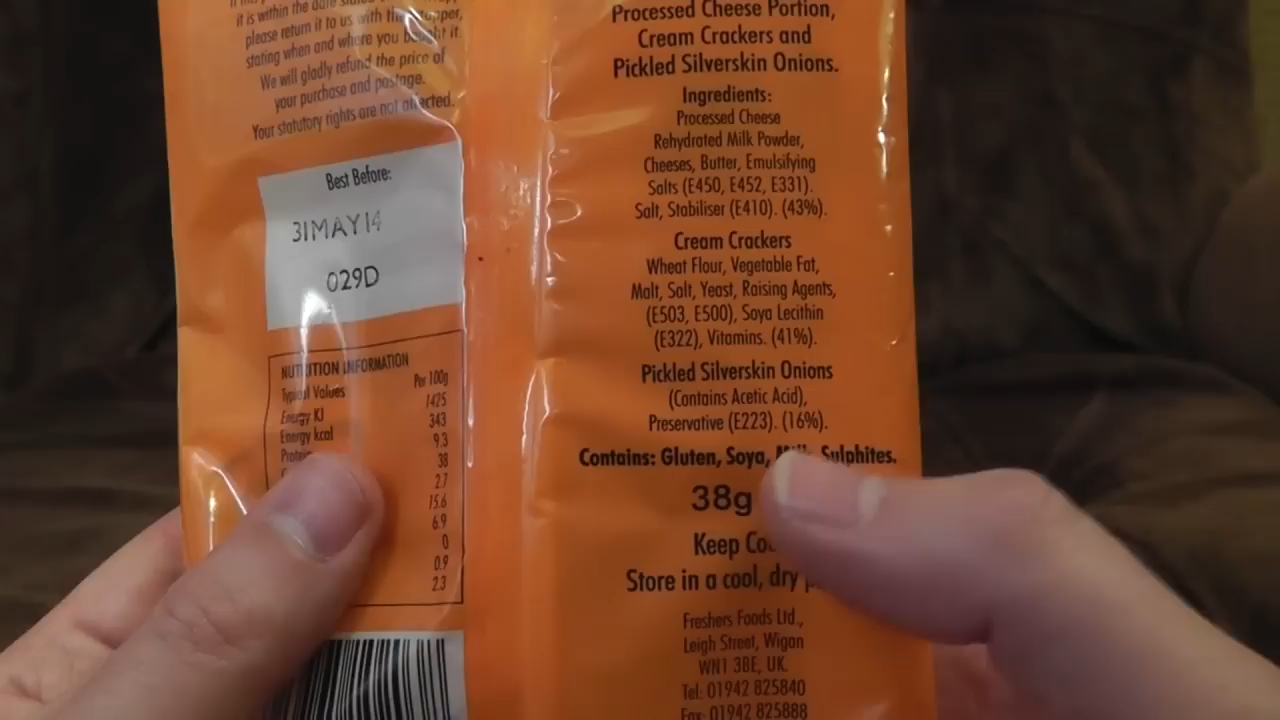 it is within the date
please return it to us with the wrapper,
stating when and where you bought it.
We will gladly refund the price of
your purchase and postage.
Your statutory rights are not affected.
Best Before:
31MAY14
029D
NUTRITION INFORMATION
Typical Values Per 100g
Energy KJ 1425
Energy kcal 343
Protein 9.3
38
2.7
15.6
6.9
0
0.9
2.3
Processed Cheese Portion,
Cream Crackers and
Pickled Silverskin Onions.
Ingredients:
Processed Cheese
Rehydrated Milk Powder,
Cheeses, Butter, Emulsifying
Salts (E450, E452, E331).
Salt, Stabiliser (E410). (43%).
Cream Crackers
Wheat Flour, Vegetable Fat,
Malt, Salt, Yeast, Raising Agents,
(E503, E500), Soya Lecithin
(E322), Vitamins. (41%).
Pickled Silverskin Onions
(Contains Acetic Acid),
Preservative (E223). (16%).
Contains: Gluten, Soya, Milk, Sulphites.
38g
Keep
Store in a cool, dry
Freshers Foods Ltd.,
Leigh Street, Wigan
WN1 3BE, UK.
Tel: 01942 825840
Fax: 01942 825888